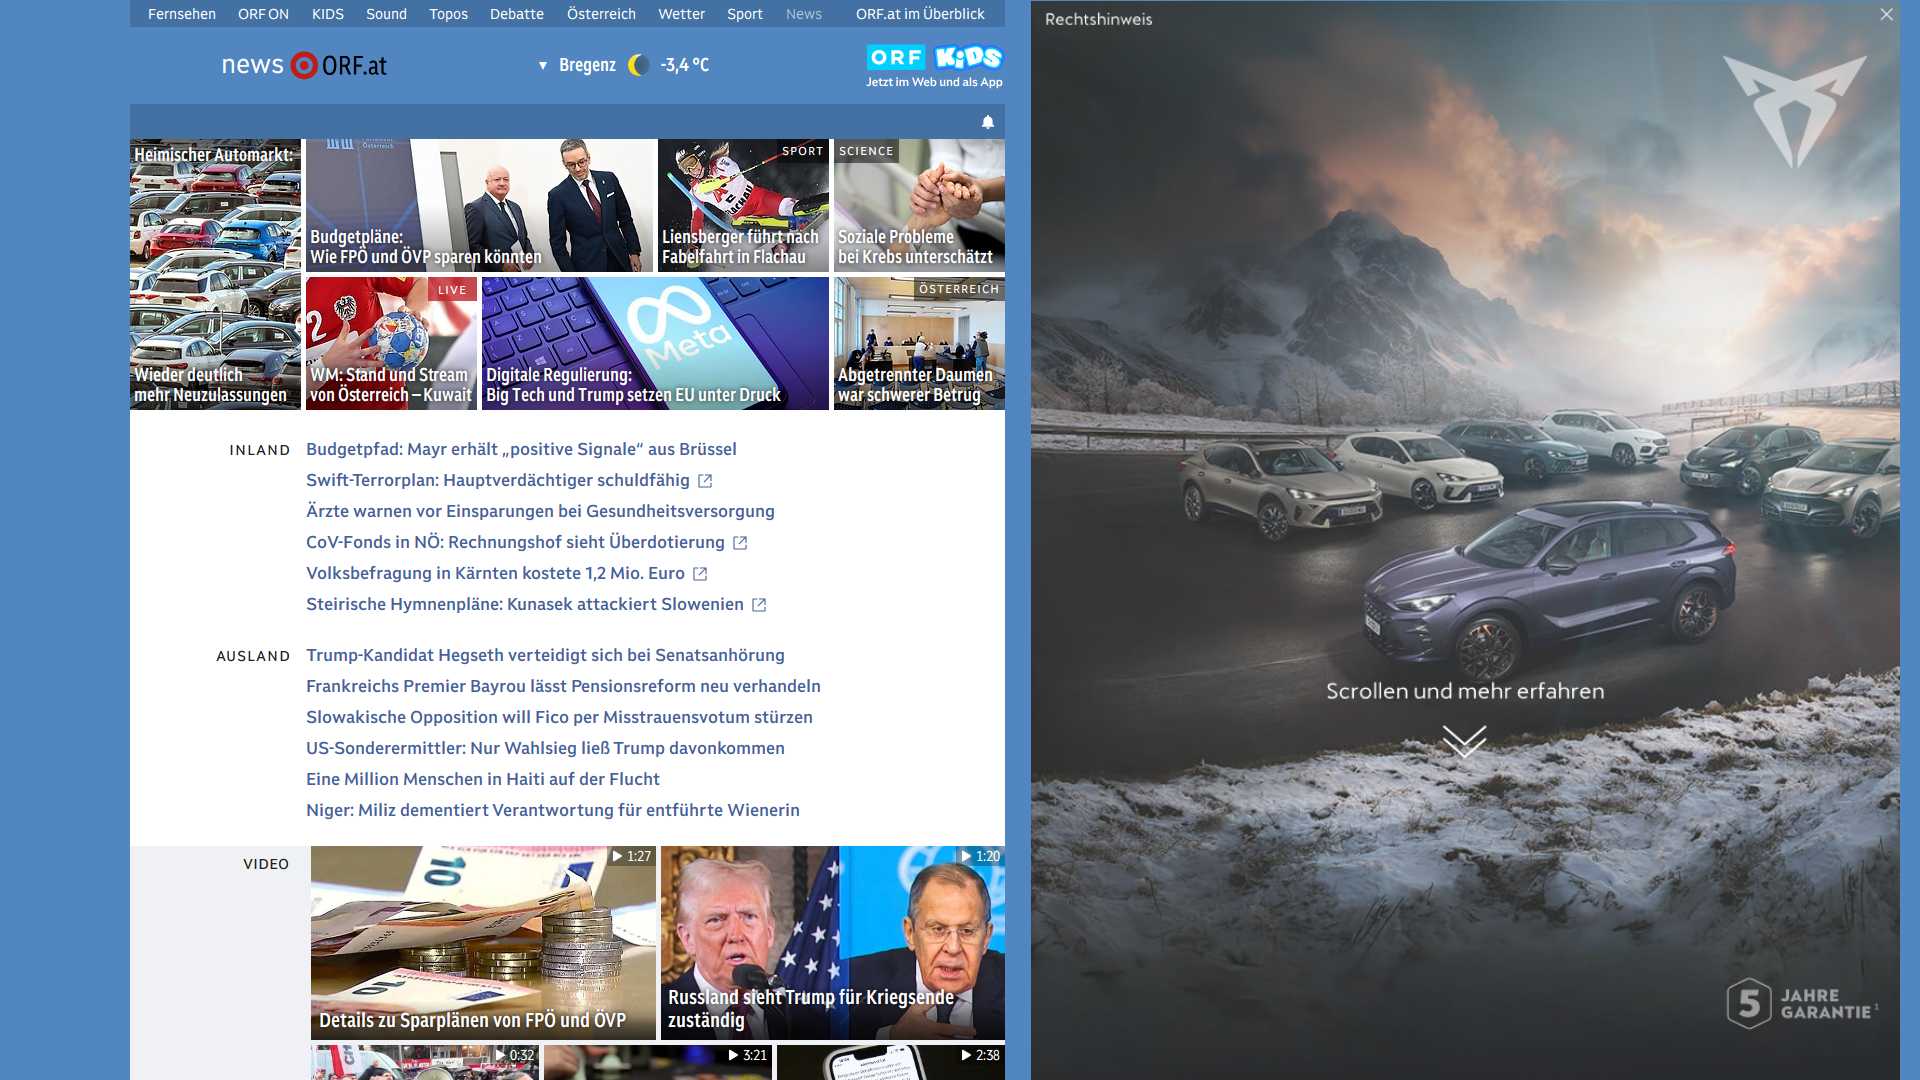 Fernsehen ORF ON KIDS Sound Topos Debatte Österreich Wetter Sport News ORF.at im Überblick
news ORF.at
▼ Bregenz -3,4 °C
ORF KiDS
Jetzt im Web und als App
Heimischer Automarkt:
Wieder deutlich
mehr Neuzulassungen
Budgetpläne:
Wie FPÖ und ÖVP sparen könnten
SPORT
Liensberger führt nach
Fabelfahrt in Flachau
SCIENCE
Soziale Probleme
bei Krebs unterschätzt
LIVE
WM: Stand und Stream
von Österreich – Kuwait
Meta
Digitale Regulierung:
Big Tech und Trump setzen EU unter Druck
ÖSTERREICH
Abgetrennter Daumen
war schwerer Betrug
INLAND
Budgetpfad: Mayr erhält „positive Signale“ aus Brüssel
Swift-Terrorplan: Hauptverdächtiger schuldfähig
Ärzte warnen vor Einsparungen bei Gesundheitsversorgung
CoV-Fonds in NÖ: Rechnungshof sieht Überdotierung
Volksbefragung in Kärnten kostete 1,2 Mio. Euro
Steirische Hymnenpläne: Kunasek attackiert Slowenien
AUSLAND
Trump-Kandidat Hegseth verteidigt sich bei Senatsanhörung
Frankreichs Premier Bayrou lässt Pensionsreform neu verhandeln
Slowakische Opposition will Fico per Misstrauensvotum stürzen
US-Sonderermittler: Nur Wahlsieg ließ Trump davonkommen
Eine Million Menschen in Haiti auf der Flucht
Niger: Miliz dementiert Verantwortung für entführte Wienerin
VIDEO
1:27
Details zu Sparplänen von FPÖ und ÖVP
1:20
Russland sieht Trump für Kriegsende
zuständig
0:32
3:21
2:38
Rechtshinweis
Scrollen und mehr erfahren
5 JAHRE
GARANTIE¹